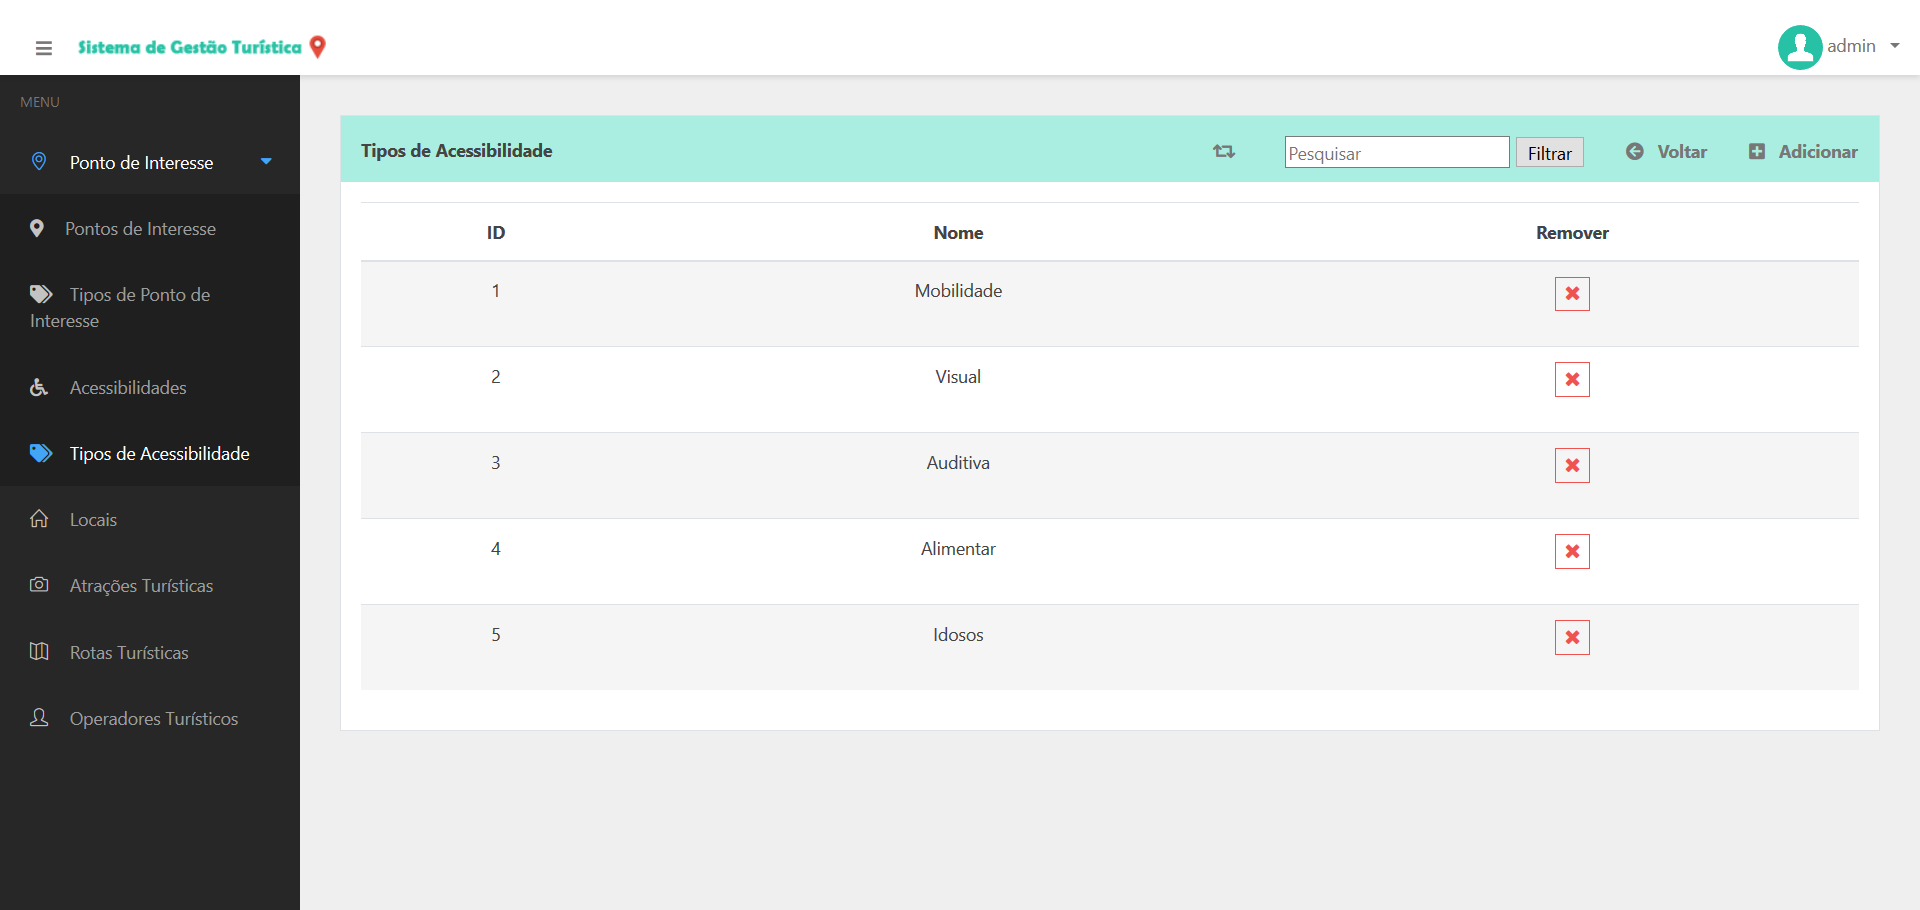 Sistema de Gestão Turística
admin
MENU
Ponto de Interesse
Pontos de Interesse
Tipos de Ponto de
Interesse
Acessibilidades
Tipos de Acessibilidade
Locais
Atrações Turísticas
Rotas Turísticas
Operadores Turísticos
Tipos de Acessibilidade Pesquisar Filtrar Voltar Adicionar
ID Nome Remover
1 Mobilidade
2 Visual
3 Auditiva
4 Alimentar
5 Idosos